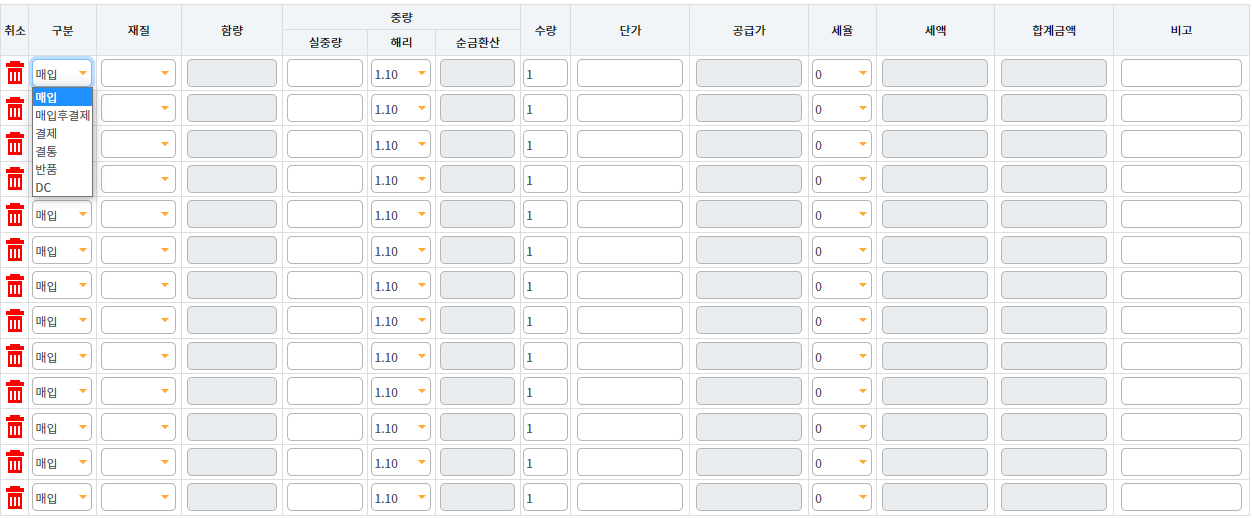 취소 구분 재질 함량 중량 수량 단가 공급가 세율 세액 합계금액 비고
실중량 해리 순금환산
매입 1.10 1 0
매입
매입후결제 1.10 1 0
결제
결통 1.10 1 0
반품 1.10 1 0
DC
매입 1.10 1 0
매입 1.10 1 0
매입 1.10 1 0
매입 1.10 1 0
매입 1.10 1 0
매입 1.10 1 0
매입 1.10 1 0
매입 1.10 1 0
매입 1.10 1 0